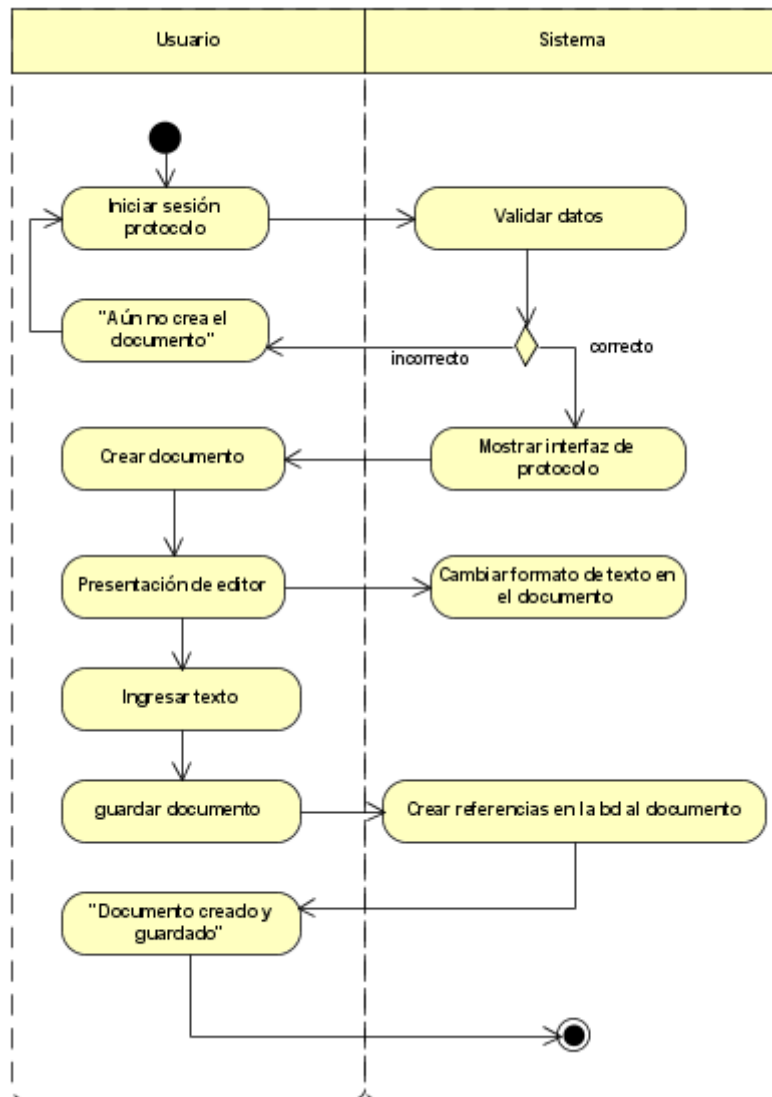 Usuario
Sistema
Iniciar sesión
protocolo
Validar datos
"Aún no crea el
documento"
incorrecto
correcto
Crear documento
Mostrar interfaz de
protocolo
Presentación de editor
Cambiar formato de texto en
el documento
Ingresar texto
guardar documento
Crear referencias en la bd al documento
"Documento creado y
guardado"